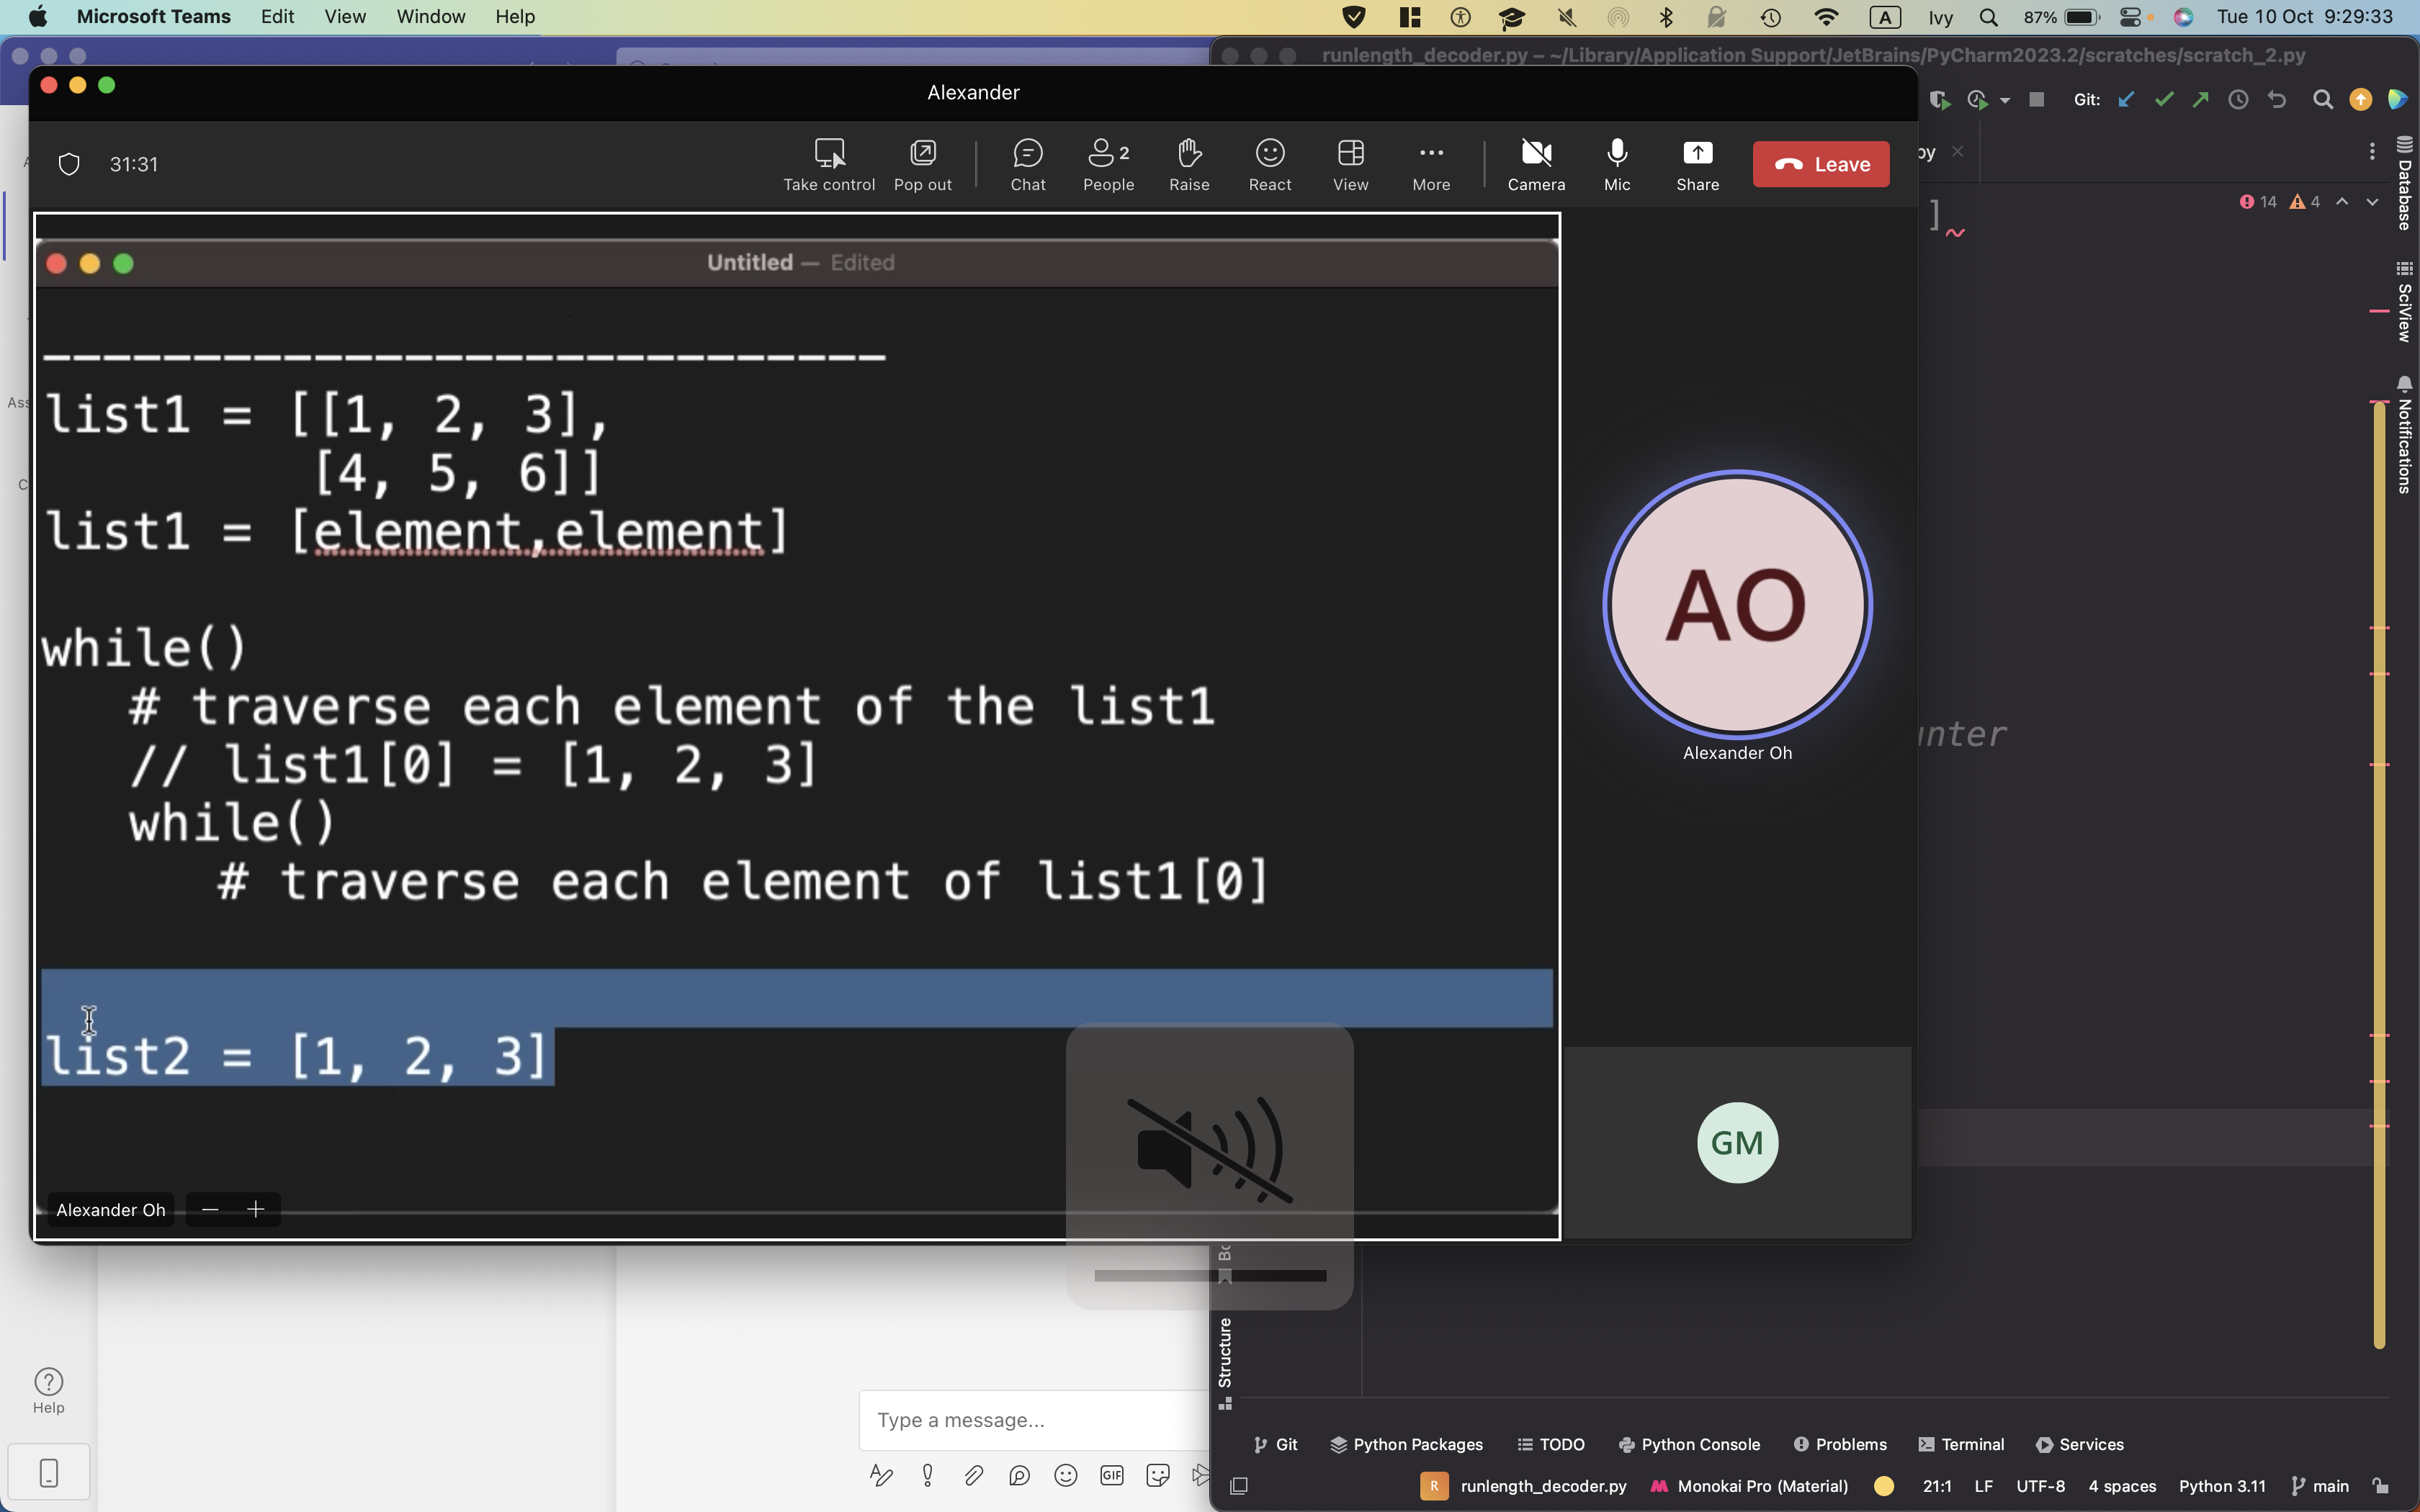 Microsoft Teams Edit View Window Help
A Ivy 87% Tue 10 Oct 9:29:33
runlength_decoder.py – ~/Library/Application Support/JetBrains/PyCharm2023.2/scratches/scratch_2.py
Alexander
Git:
31:31
Take control Pop out Chat People 2 Raise React View More Camera Mic Share Leave
py
14 4
]
Database
SciView
Notifications
Untitled — Edited
----------------------------
list1 = [[1, 2, 3],
[4, 5, 6]]
list1 = [element,element]
while()
# traverse each element of the list1
// list1[0] = [1, 2, 3]
while()
# traverse each element of list1[0]
list2 = [1, 2, 3]
Alexander Oh
AO
Alexander Oh
GM
Structure
Help
Type a message...
GIF
Git Python Packages TODO Python Console Problems Terminal Services
R runlength_decoder.py Monokai Pro (Material) 21:1 LF UTF-8 4 spaces Python 3.11 main